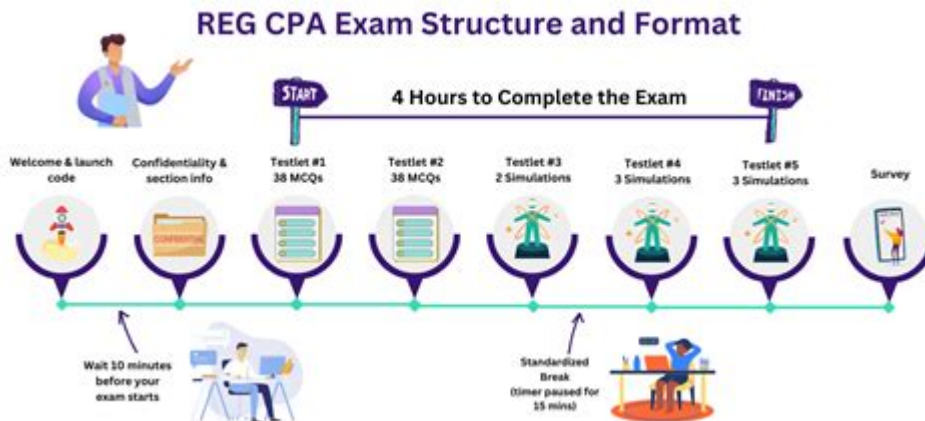 REG CPA Exam Structure and Format
START
4 Hours to Complete the Exam
FINISH
Welcome & launch
code
Confidentiality &
section info
Testlet #1
38 MCQs
Testlet #2
38 MCQs
Testlet #3
2 Simulations
Testlet #4
3 Simulations
Testlet #5
3 Simulations
Survey
CONFIDENTIAL
Wait 10 minutes
before your
exam starts
Standardized
Break
(timer paused for
15 mins)